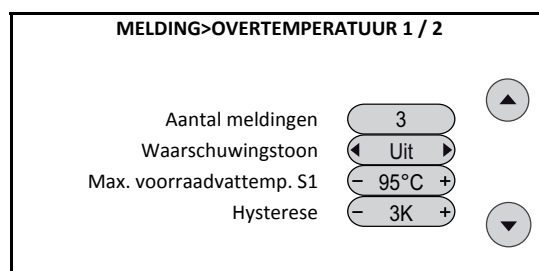 MELDING>OVERTEMPERATUUR 1 / 2
Aantal meldingen 3
Waarschuwingstoon Uit
Max. voorraadvattemp. S1 − 95°C +
Hysterese − 3K +